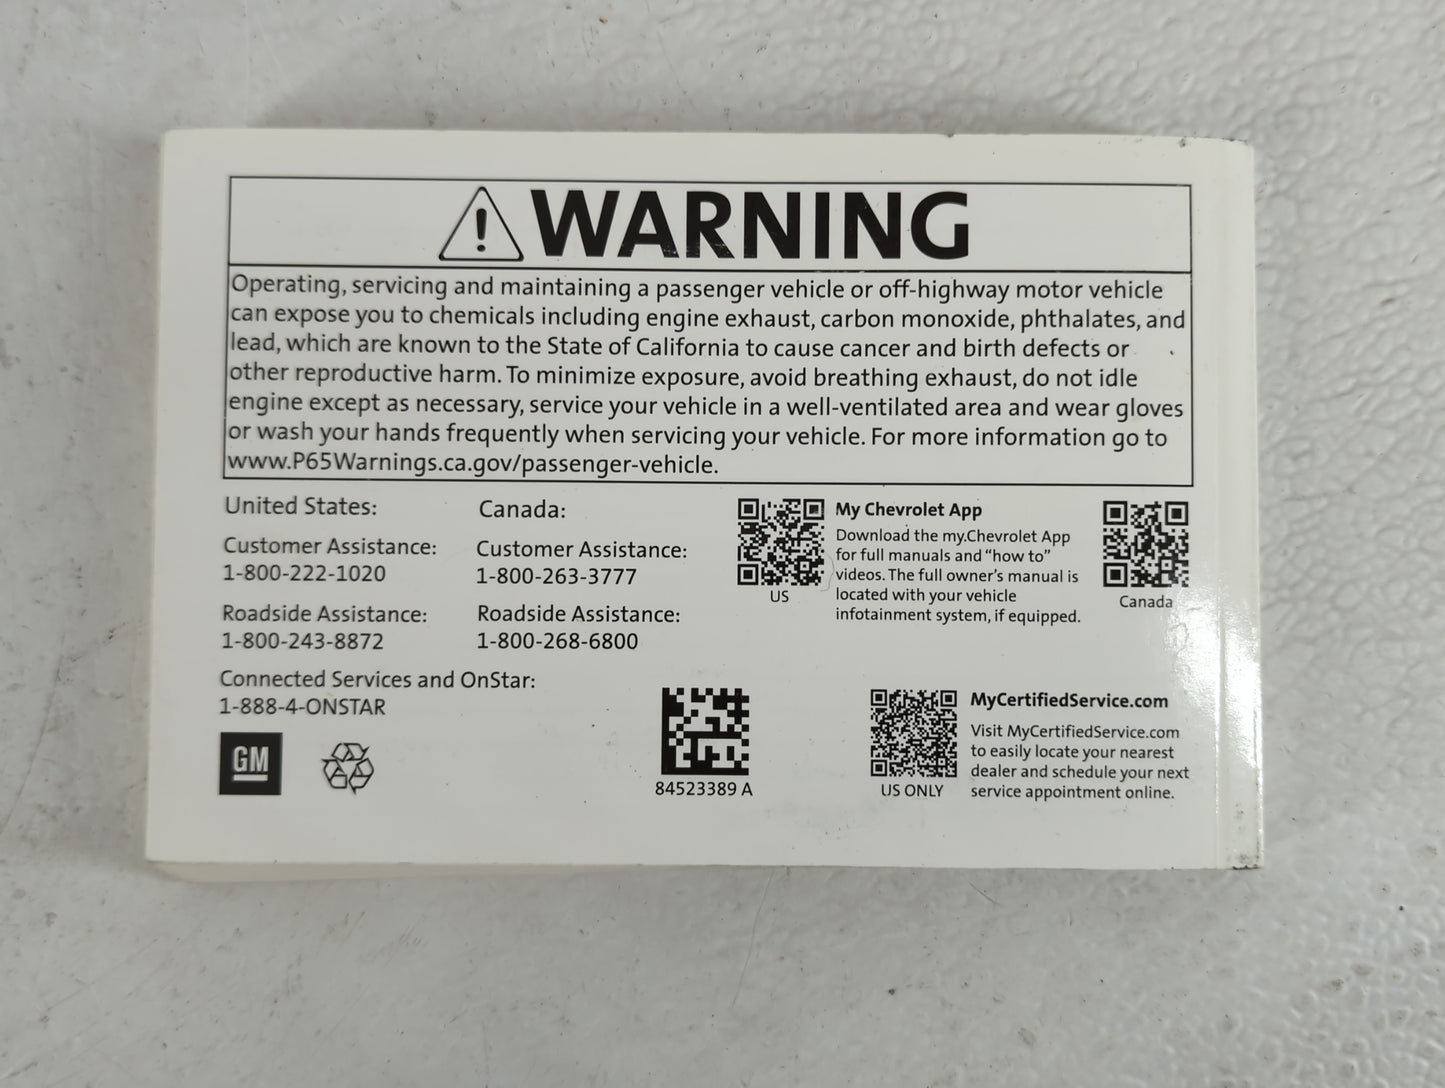 WARNING
Operating, servicing and maintaining a passenger vehicle or off-highway motor vehicle
can expose you to chemicals including engine exhaust, carbon monoxide, phthalates, and
lead, which are known to the State of California to cause cancer and birth defects or
other reproductive harm. To minimize exposure, avoid breathing exhaust, do not idle
engine except as necessary, service your vehicle in a well-ventilated area and wear gloves
or wash your hands frequently when servicing your vehicle. For more information go to
www.P65Warnings.ca.gov/passenger-vehicle.
United States:
Customer Assistance:
1-800-222-1020
Roadside Assistance:
1-800-243-8872
Connected Services and OnStar:
1-888-4-ONSTAR
Canada:
Customer Assistance:
1-800-263-3777
Roadside Assistance:
1-800-268-6800
US
My Chevrolet App
Download the my.Chevrolet App
for full manuals and “how to”
videos. The full owner's manual is
located with your vehicle
infotainment system, if equipped.
Canada
GM
84523389 A
US ONLY
MyCertifiedService.com
Visit MyCertifiedService.com
to easily locate your nearest
dealer and schedule your next
service appointment online.